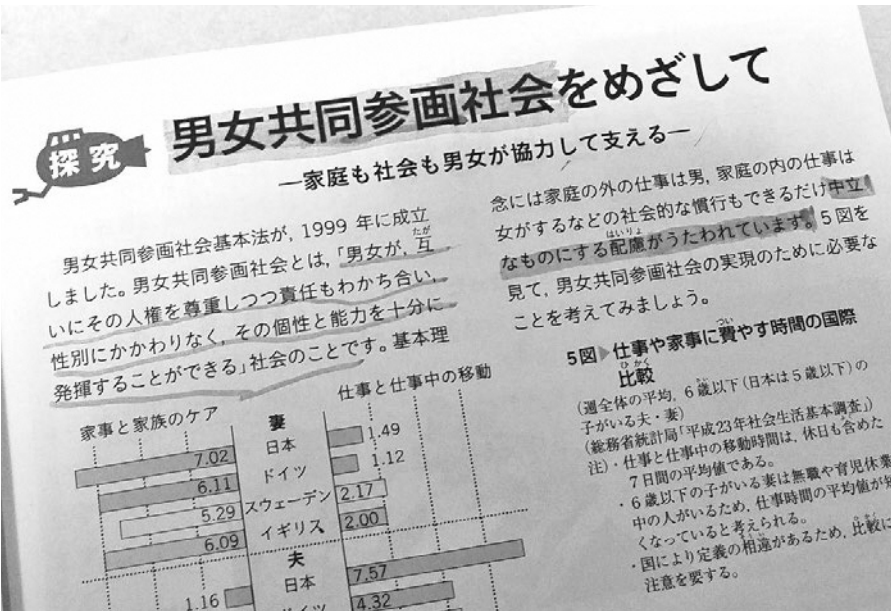 探究
男女共同参画社会をめざして
―家庭も社会も男女が協力して支える―
男女共同参画社会基本法が，1999 年に成立
しました。男女共同参画社会とは，「男女が，互
いにその人権を尊重しつつ責任もわかち合い，
性別にかかわりなく，その個性と能力を十分に
発揮することができる」社会のことです。基本理
念には家庭の外の仕事は男，家庭の内の仕事は
女がするなどの社会的な慣行もできるだけ中立
なものにする配慮がうたわれています。5 図を
見て，男女共同参画社会の実現のために必要な
ことを考えてみましょう。
5図▶仕事や家事に費やす時間の国際
比較
(週全体の平均，6 歳以下(日本は 5 歳以下)の
子がいる夫・妻)
(総務省統計局「平成23年社会生活基本調査」)
注)・仕事と仕事中の移動時間は，休日も含めた
7日間の平均値である。
・6 歳以下の子がいる妻は無職や育児休業
中の人がいるため，仕事時間の平均値が短
くなっていると考えられる。
・国により定義の相違があるため，比較に
注意を要する。
家事と家族のケア 妻 仕事と仕事中の移動
7.02 日本 1.49
6.11 ドイツ 1.12
5.29 スウェーデン 2.17
6.09 イギリス 2.00
夫
1.16 日本 7.57
ドイツ 4.32